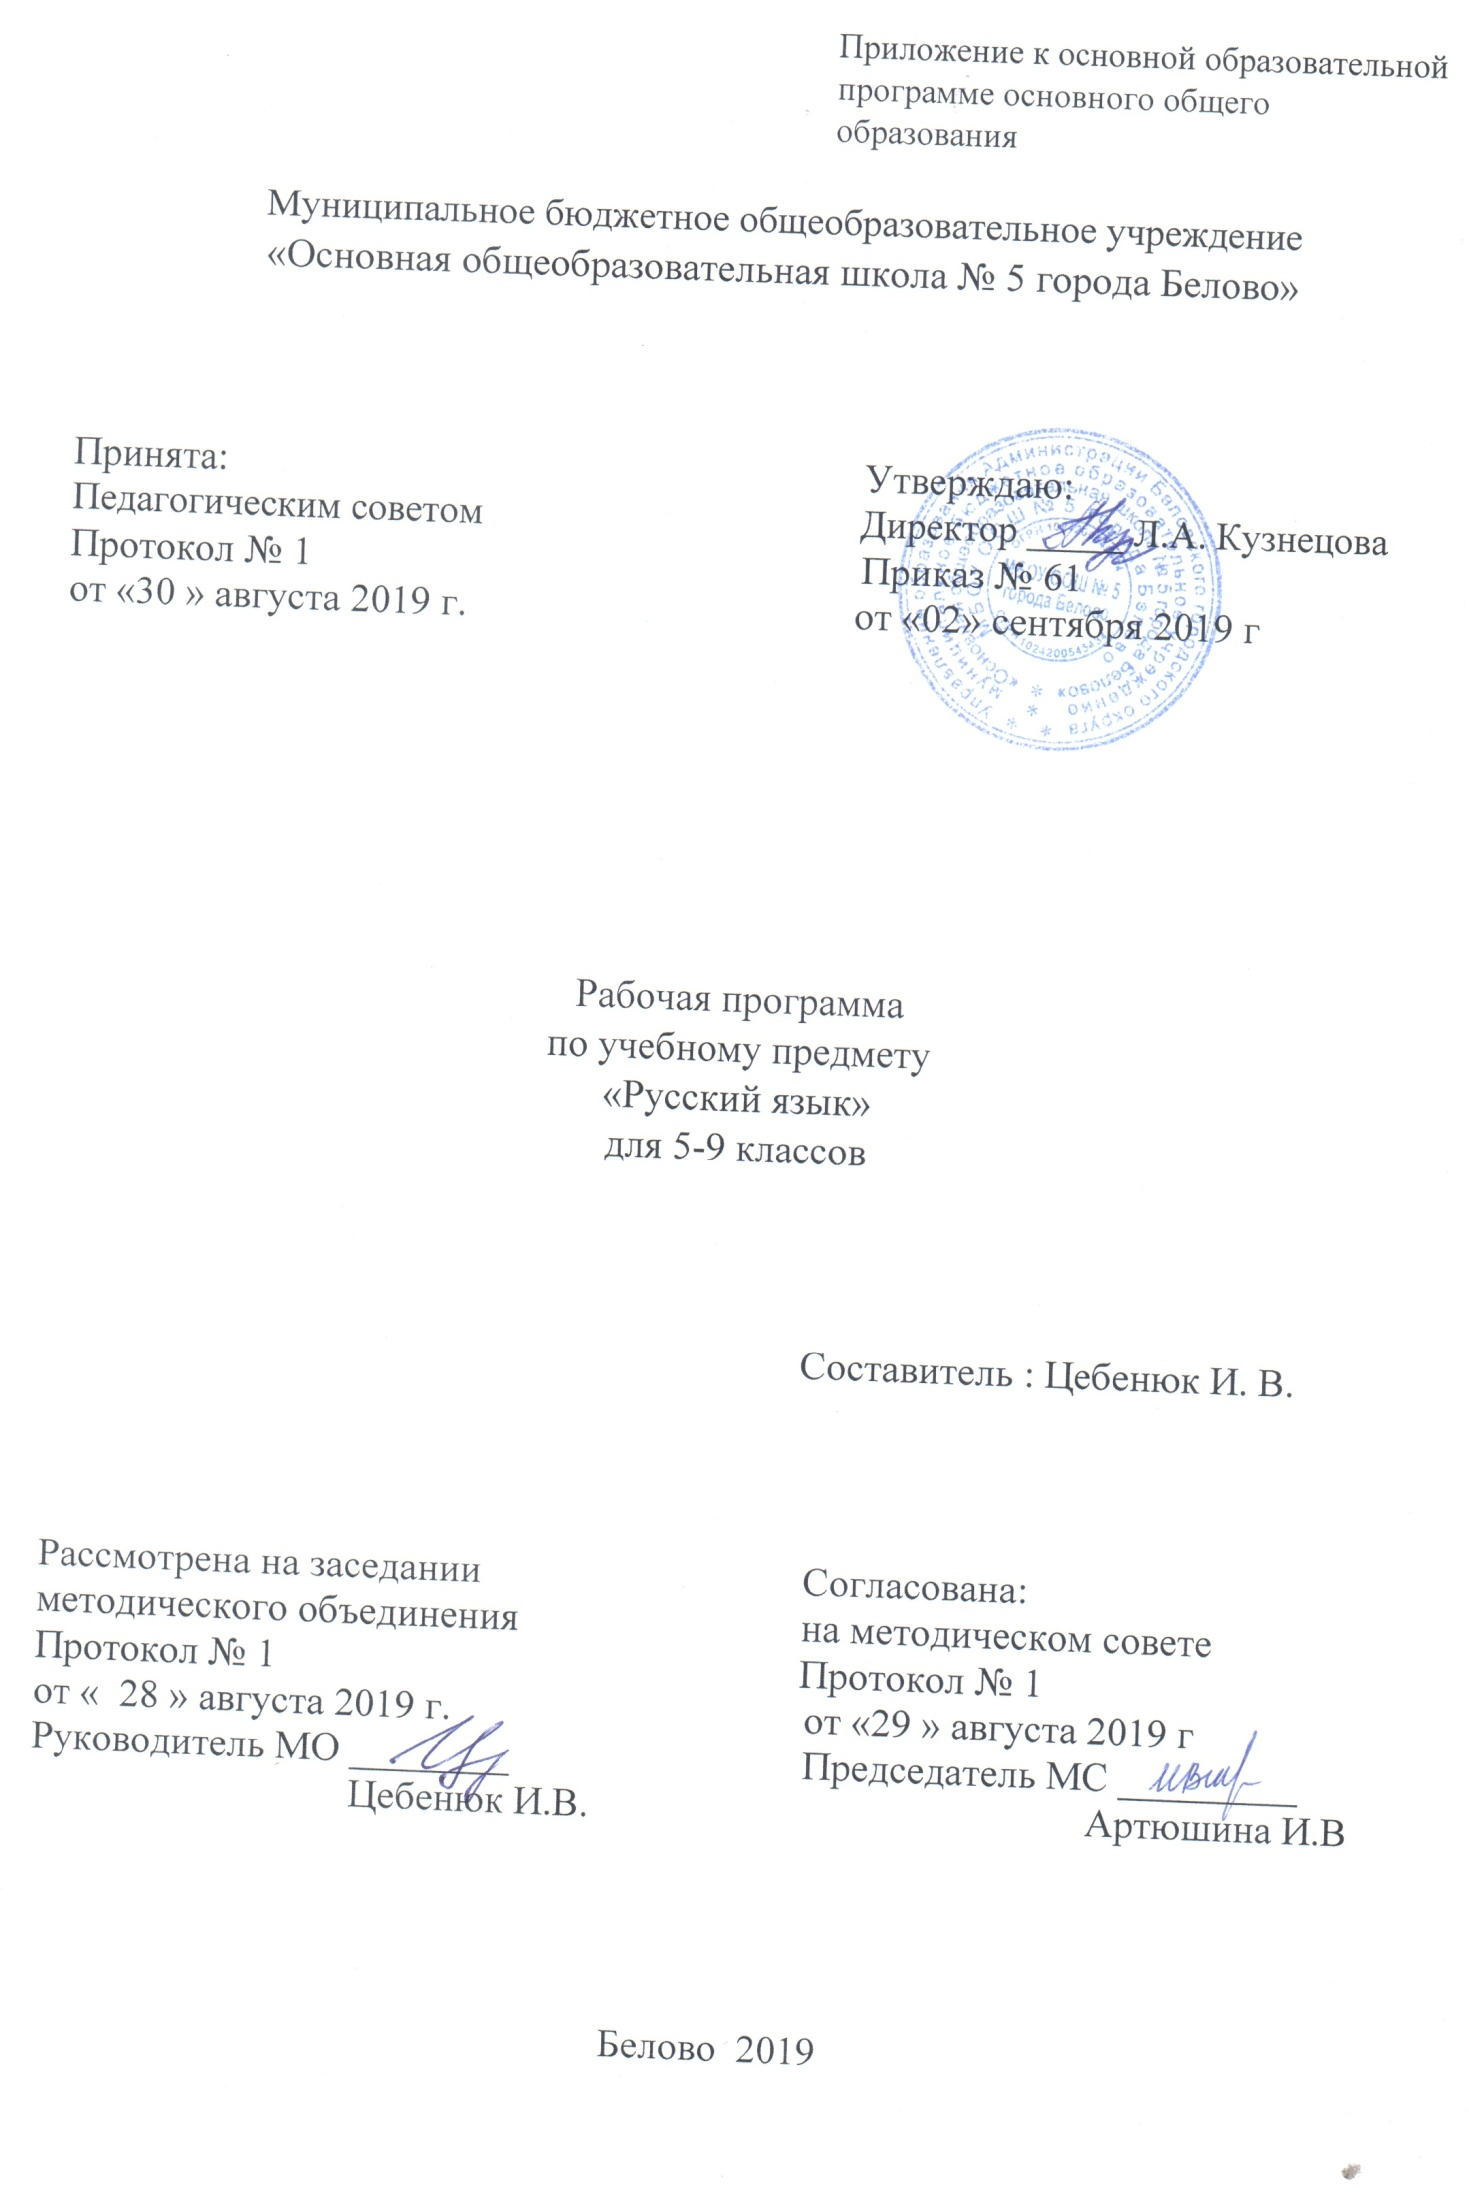 Приложение к основной образовательной
программе основного общего
образования
Муниципальное бюджетное общеобразовательное учреждение
«Основная общеобразовательная школа № 5 города Белово»
Принята:
Педагогическим советом
Протокол № 1
от «30 » августа 2019 г.
Утверждаю:
Директор _____ Л.А. Кузнецова
Приказ № 61
от «02» сентября 2019 г
Рабочая программа
по учебному предмету
«Русский язык»
для 5-9 классов
Составитель : Цебенюк И. В.
Рассмотрена на заседании
методического объединения
Протокол № 1
от «  28 » августа 2019 г.
Руководитель МО ________
Цебенюк И.В.
Согласована:
на методическом совете
Протокол № 1
от «29 » августа 2019 г
Председатель МС _________
Артюшина И.В
Белово  2019